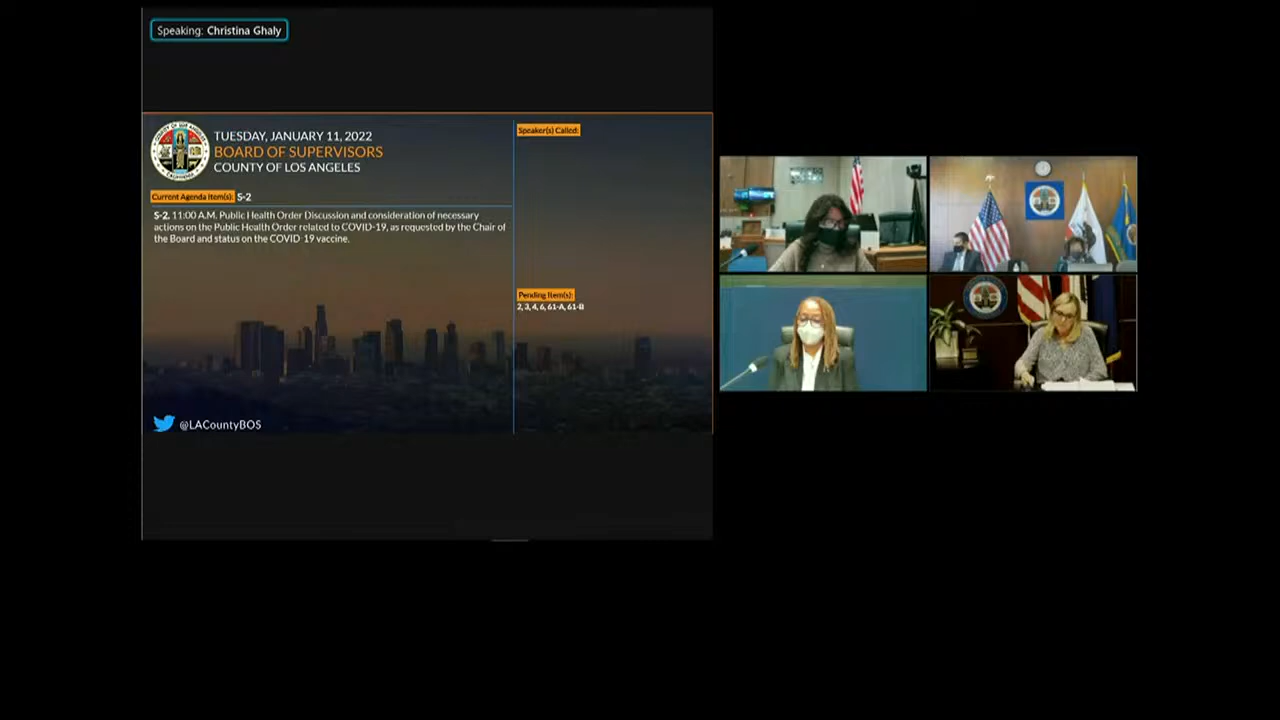 Speaking: Christina Ghaly
TUESDAY, JANUARY 11, 2022
BOARD OF SUPERVISORS
COUNTY OF LOS ANGELES
Current Agenda Item(s): S-2
S-2. 11:00 A.M. Public Health Order Discussion and consideration of necessary
actions on the Public Health Order related to COVID-19, as requested by the Chair of
the Board and status on the COVID-19 vaccine.
@LACountyBOS
Speaker(s) Called:
Pending Item(s):
2, 3, 4, 6, 61-A, 61-B